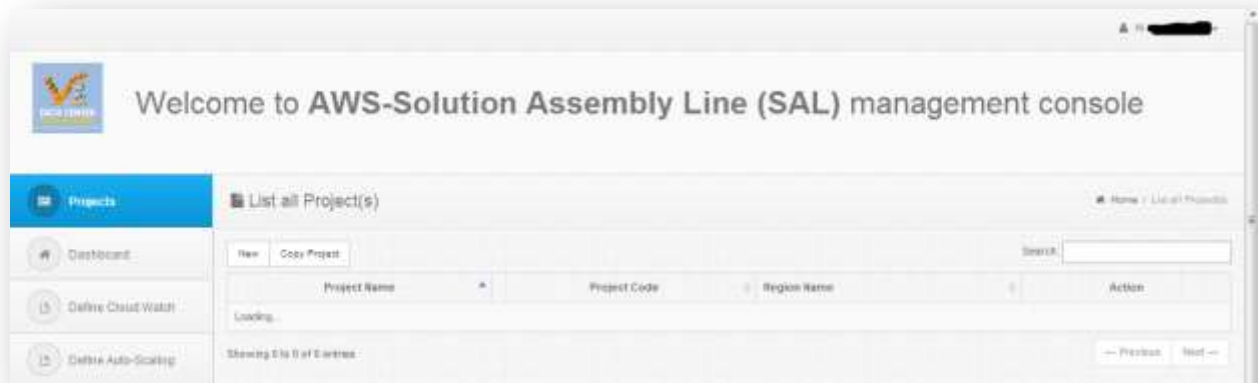 Hi
Welcome to AWS-Solution Assembly Line (SAL) management console
Projects
List all Project(s)
Home / List all Project(s)
Dashboard
New
Copy Project
Search:
Project Name
Project Code
Region Name
Action
Define Cloud Watch
Loading...
Define Auto-Scaling
Showing 0 to 0 of 0 entries
← Previous
Next →